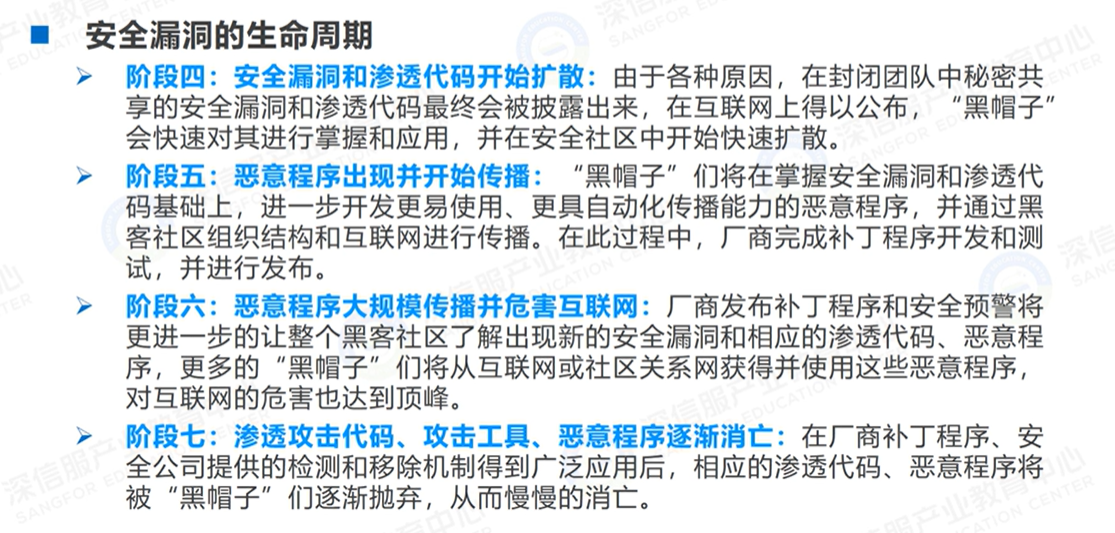 安全漏洞的生命周期
阶段四：安全漏洞和渗透代码开始扩散：由于各种原因，在封闭团队中秘密共
享的安全漏洞和渗透代码最终会被披露出来，在互联网上得以公布，“黑帽子”
会快速对其进行掌握和应用，并在安全社区中开始快速扩散。
阶段五：恶意程序出现并开始传播：“黑帽子”们将在掌握安全漏洞和渗透代
码基础上，进一步开发更易使用、更具自动化传播能力的恶意程序，并通过黑
客社区组织结构和互联网进行传播。在此过程中，厂商完成补丁程序开发和测
试，并进行发布。
阶段六：恶意程序大规模传播并危害互联网：厂商发布补丁程序和安全预警将
更进一步的让整个黑客社区了解出现新的安全漏洞和相应的渗透代码、恶意程
序，更多的“黑帽子”们将从互联网或社区关系网获得并使用这些恶意程序，
对互联网的危害也达到顶峰。
阶段七：渗透攻击代码、攻击工具、恶意程序逐渐消亡：在厂商补丁程序、安
全公司提供的检测和移除机制得到广泛应用后，相应的渗透代码、恶意程序将
被“黑帽子”们逐渐抛弃，从而慢慢的消亡。
深信服产业教育中心
SANGFOR EDUCATION CENTER